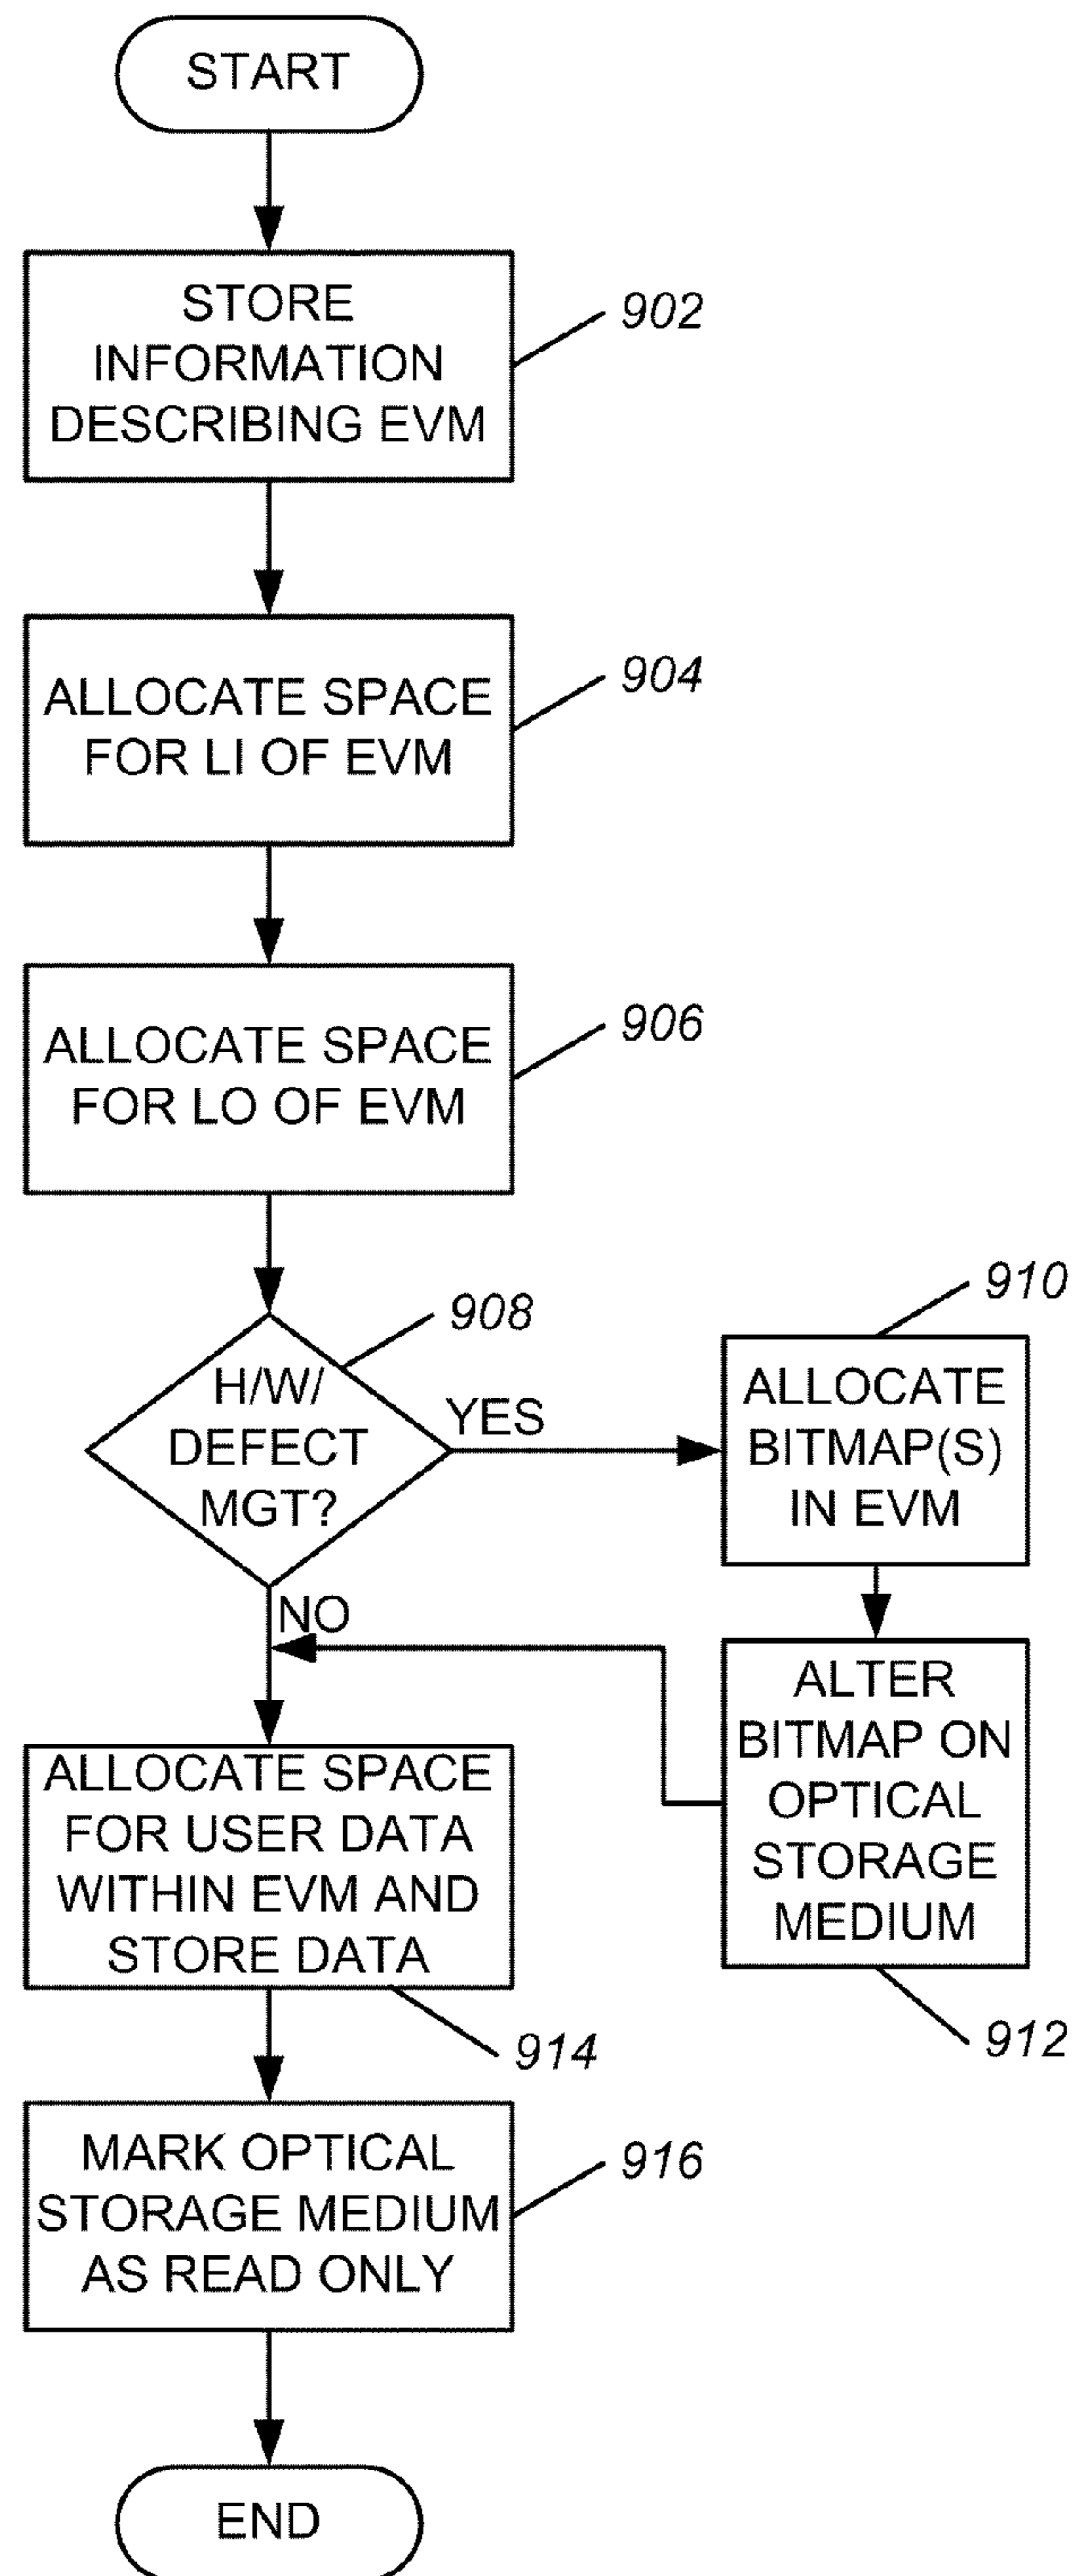 START
STORE
INFORMATION
DESCRIBING EVM
902
ALLOCATE SPACE
FOR LI OF EVM
904
ALLOCATE SPACE
FOR LO OF EVM
906
H/W/
DEFECT
MGT?
908
YES
NO
ALLOCATE
BITMAP(S)
IN EVM
910
ALTER
BITMAP ON
OPTICAL
STORAGE
MEDIUM
912
ALLOCATE SPACE
FOR USER DATA
WITHIN EVM AND
STORE DATA
914
MARK OPTICAL
STORAGE MEDIUM
AS READ ONLY
916
END